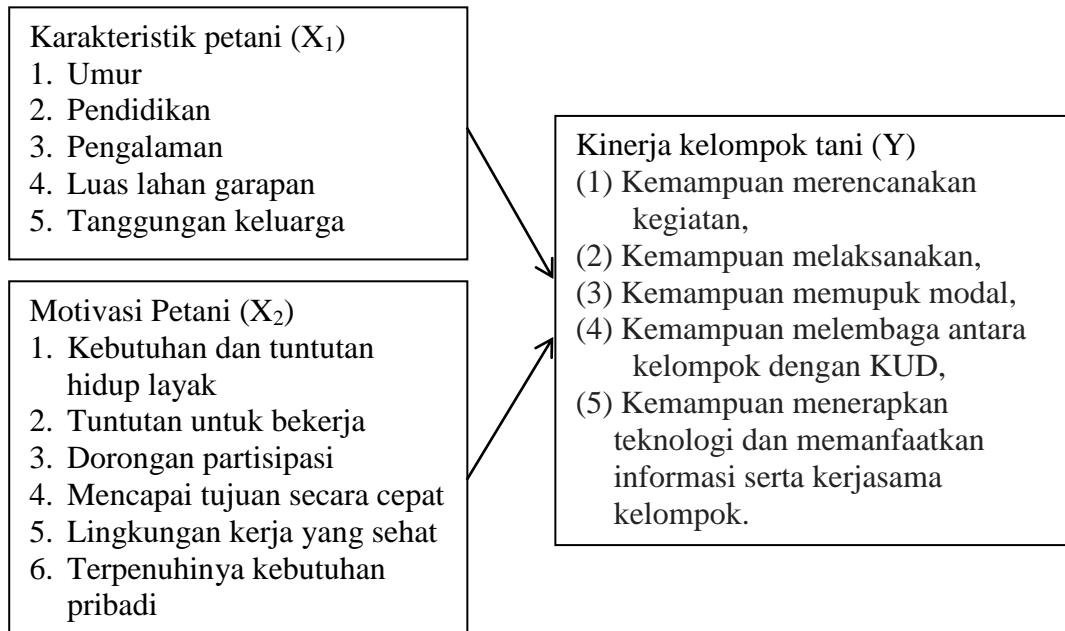 Karakteristik petani (X₁)
1. Umur
2. Pendidikan
3. Pengalaman
4. Luas lahan garapan
5. Tanggungan keluarga
Motivasi Petani (X₂)
1. Kebutuhan dan tuntutan
hidup layak
2. Tuntutan untuk bekerja
3. Dorongan partisipasi
4. Mencapai tujuan secara cepat
5. Lingkungan kerja yang sehat
6. Terpenuhinya kebutuhan
pribadi
Kinerja kelompok tani (Y)
(1) Kemampuan merencanakan
kegiatan,
(2) Kemampuan melaksanakan,
(3) Kemampuan memupuk modal,
(4) Kemampuan melembaga antara
kelompok dengan KUD,
(5) Kemampuan menerapkan
teknologi dan memanfaatkan
informasi serta kerjasama
kelompok.